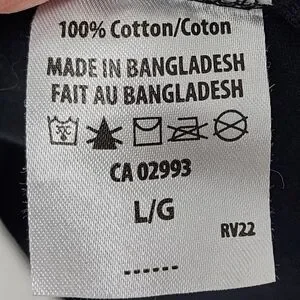 100% Cotton/Coton
MADE IN BANGLADESH
FAIT AU BANGLADESH
CA 02993
L/G
RV22